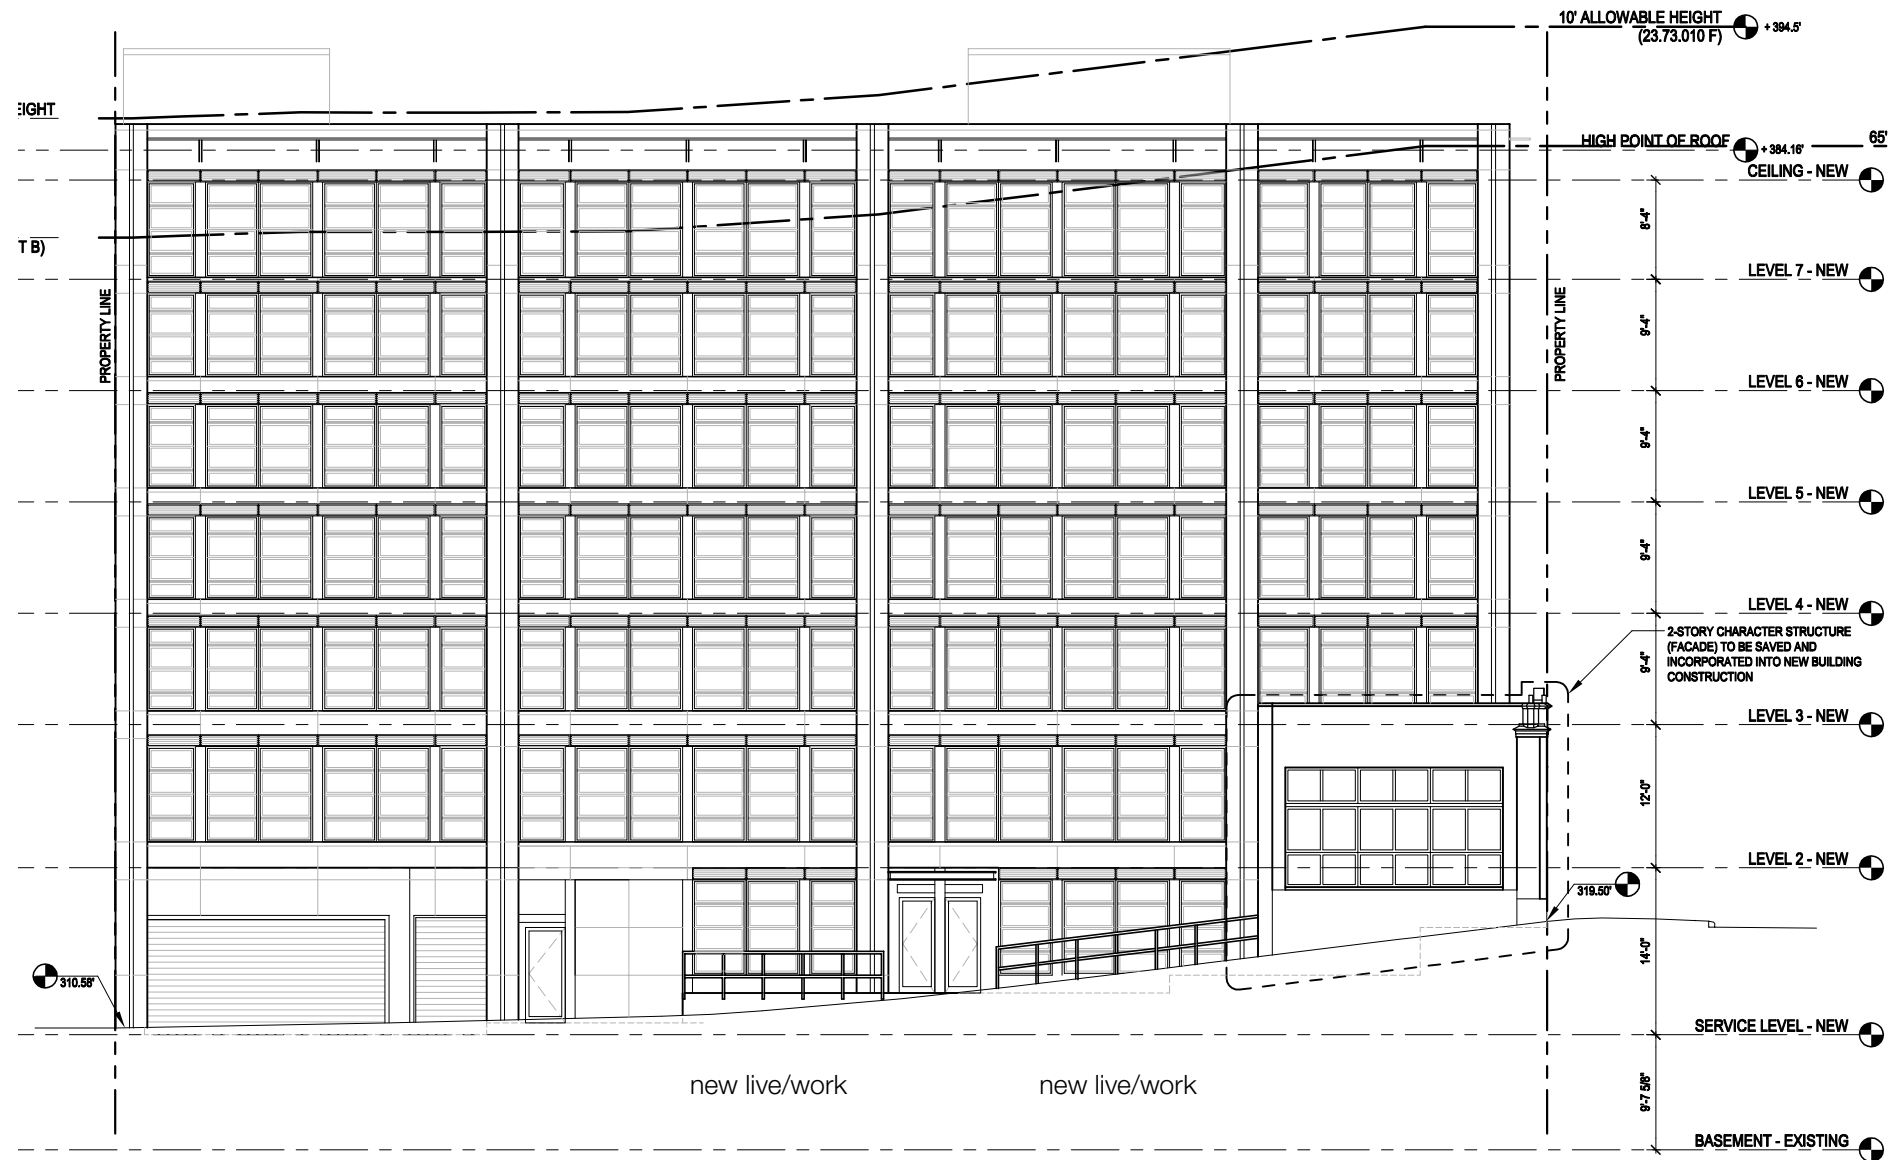 10' ALLOWABLE HEIGHT
(23.73.010 F)
+ 394.5'
EIGHT
HIGH POINT OF ROOF
+ 384.16'
65'
CEILING - NEW
8'-4"
T B)
LEVEL 7 - NEW
PROPERTY LINE
PROPERTY LINE
9'-4"
LEVEL 6 - NEW
9'-4"
LEVEL 5 - NEW
9'-4"
LEVEL 4 - NEW
2-STORY CHARACTER STRUCTURE
(FACADE) TO BE SAVED AND
INCORPORATED INTO NEW BUILDING
CONSTRUCTION
9'-4"
LEVEL 3 - NEW
12'-0"
LEVEL 2 - NEW
319.50'
14'-0"
310.58'
SERVICE LEVEL - NEW
new live/work
new live/work
9'-7 5/8"
BASEMENT - EXISTING